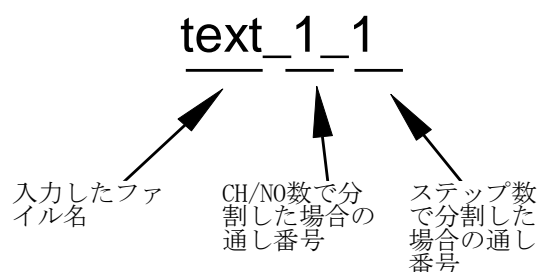 text_1_1
入力したファ
イル名
CH/NO数で分
割した場合の
通し番号
ステップ数
で分割した
場合の通し
番号